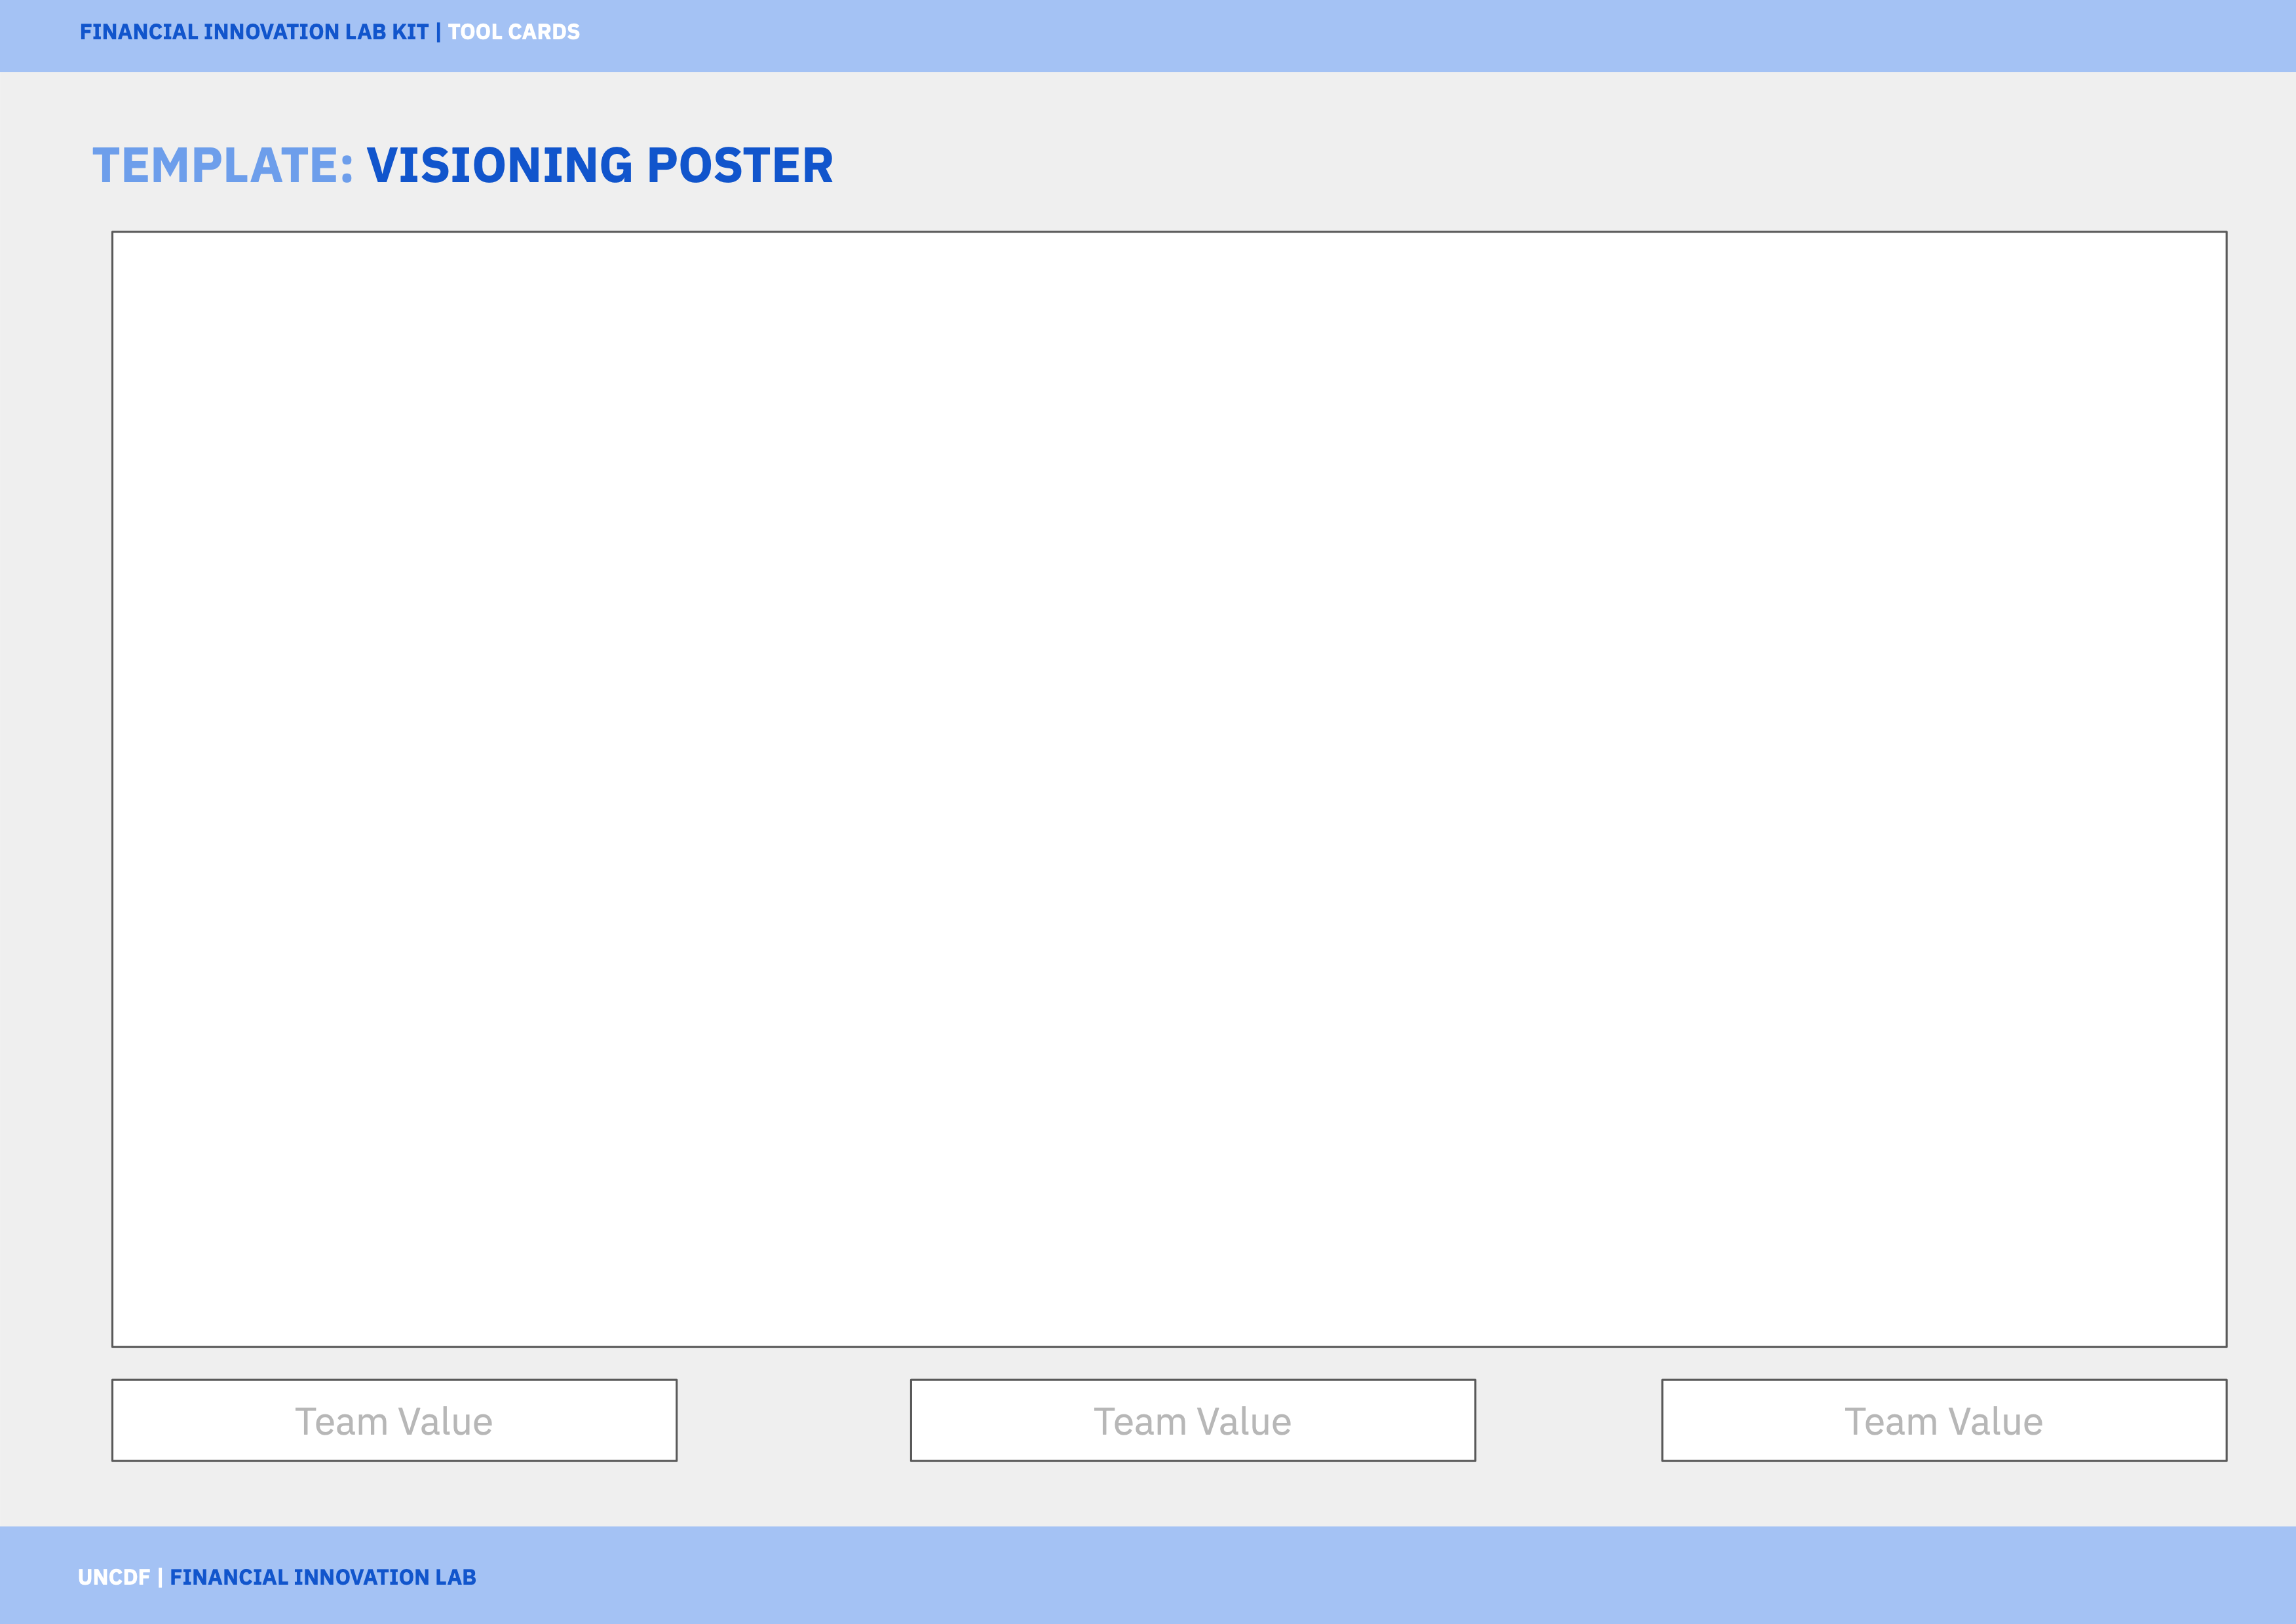 FINANCIAL INNOVATION LAB KIT | TOOL CARDS
TEMPLATE: VISIONING POSTER
Team Value
Team Value
Team Value
UNCDF | FINANCIAL INNOVATION LAB